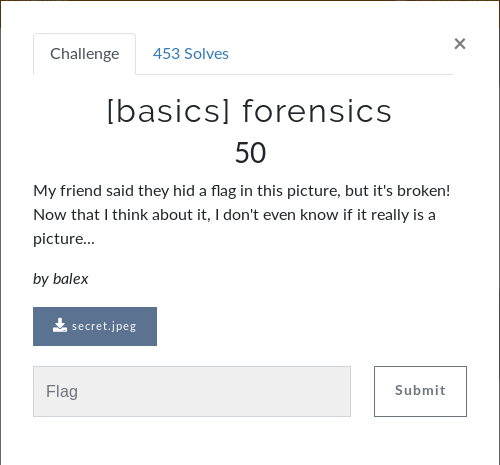 Challenge
453 Solves
×
[basics] forensics
50
My friend said they hid a flag in this picture, but it's broken!
Now that I think about it, I don't even know if it really is a
picture...
by balex
secret.jpeg
Flag
Submit